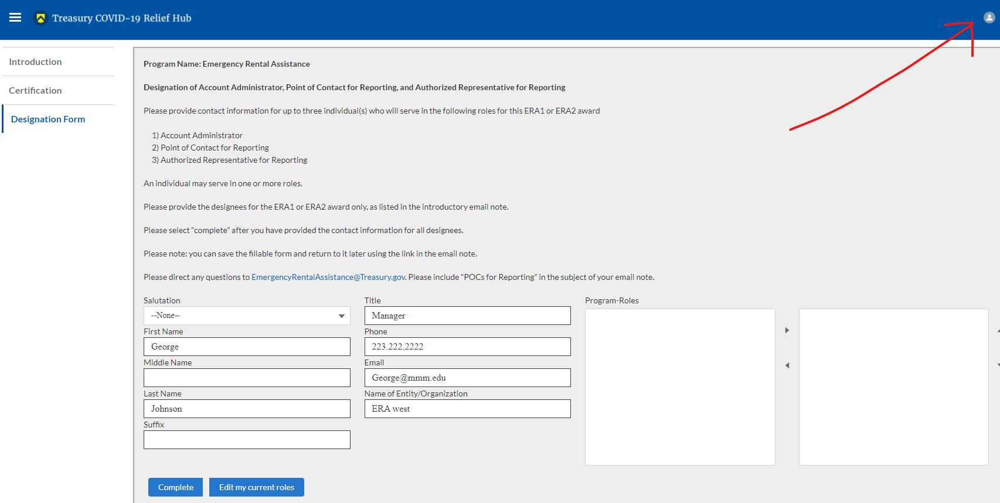 Treasury COVID-19 Relief Hub
Introduction
Certification
Designation Form
Program Name: Emergency Rental Assistance
Designation of Account Administrator, Point of Contact for Reporting, and Authorized Representative for Reporting
Please provide contact information for up to three individual(s) who will serve in the following roles for this ERA1 or ERA2 award
1) Account Administrator
2) Point of Contact for Reporting
3) Authorized Representative for Reporting
An individual may serve in one or more roles.
Please provide the designees for the ERA1 or ERA2 award only, as listed in the introductory email note.
Please select “complete” after you have provided the contact information for all designees.
Please note: you can save the fillable form and return to it later using the link in the email note.
Please direct any questions to EmergencyRentalAssistance@Treasury.gov. Please include “POCs for Reporting” in the subject of your email note.
Salutation
--None--
First Name
George
Middle Name
Last Name
Johnson
Suffix
Title
Manager
Phone
223.222.2222
Email
George@mmm.edu
Name of Entity/Organization
ERA west
Program-Roles
Complete
Edit my current roles